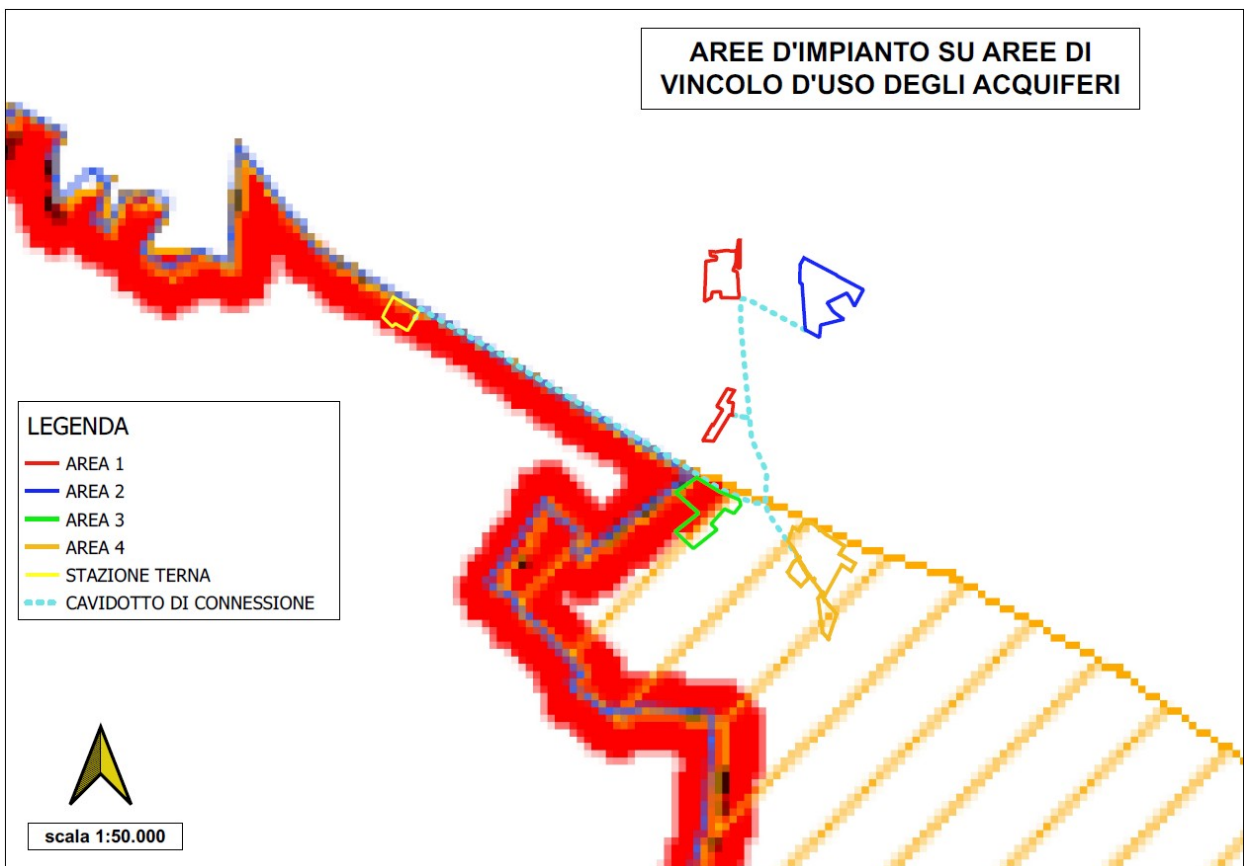 AREE D'IMPIANTO SU AREE DI
VINCOLO D'USO DEGLI ACQUIFERI
LEGENDA
AREA 1
AREA 2
AREA 3
AREA 4
STAZIONE TERNA
CAVIDOTTO DI CONNESSIONE
scala 1:50.000